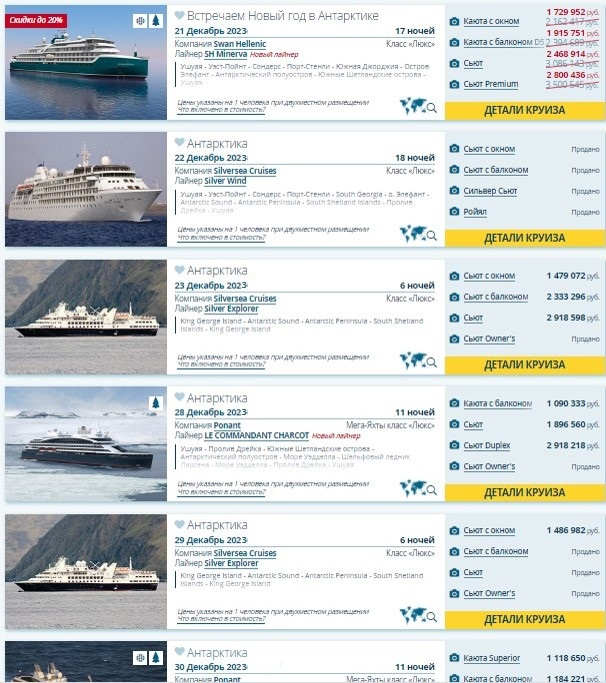 Скидки до 20%
Встречаем Новый год в Антарктике
21 Декабрь 2023г
17 ночей
Компания Swan Hellenic
Класс «Люкс»
Лайнер SH Minerva Новый лайнер
Ушуая - Уэст-Пойнт - Сондерс - Порт-Стенли - Южная Джорджия - Остров
Элефант - Антарктический полуостров - Южные Шетландские острова -
Ушуая
Цены указаны на 1 человека при двухместном размещении
Что включено в стоимость?
Каюта с окном
1 729 952 руб.
2 162 417 руб.
Каюта с балконом D5
1 915 751 руб.
2 394 689 руб.
Сьют
2 468 914 руб.
3 086 143 руб.
Сьют Premium
2 800 436 руб.
3 500 545 руб.
ДЕТАЛИ КРУИЗА
Антарктика
22 Декабрь 2023г
18 ночей
Компания Silversea Cruises
Класс «Люкс»
Лайнер Silver Wind
Ушуая - Уэст-Пойнт - Сондерс - Порт-Стенли - South Georgia - о. Элефант -
Antarctic Sound - Antarctic Peninsula - South Shetland Islands - Пролив
Дрейка - Ушуая
Цены указаны на 1 человека при двухместном размещении
Что включено в стоимость?
Сьют с окном Продано
Сьют с балконом Продано
Сильвер Сьют Продано
Ройял Продано
ДЕТАЛИ КРУИЗА
Антарктика
23 Декабрь 2023г
6 ночей
Компания Silversea Cruises
Класс «Люкс»
Лайнер Silver Explorer
King George Island - Antarctic Sound - Antarctic Peninsula - South Shetland
Islands - King George Island
Цены указаны на 1 человека при двухместном размещении
Что включено в стоимость?
Сьют с окном 1 479 072 руб.
Сьют с балконом 2 333 296 руб.
Сьют 2 918 598 руб.
Сьют Owner's Продано
ДЕТАЛИ КРУИЗА
Антарктика
28 Декабрь 2023г
11 ночей
Компания Ponant
Мега-Яхты класс «Люкс»
Лайнер LE COMMANDANT CHARCOT Новый лайнер
Ушуая - Пролив Дрейка - Южные Шетландские острова -
Антарктический полуостров - Море Уэдделла - Шельфовый ледник
Ларсена - Море Уэдделла - Пролив Дрейка - Ушуая
Цены указаны на 1 человека при двухместном размещении
Что включено в стоимость?
Каюта с балконом 1 090 333 руб.
Сьют 1 896 560 руб.
Сьют Duplex 2 918 218 руб.
Сьют Owner's Продано
ДЕТАЛИ КРУИЗА
Антарктика
29 Декабрь 2023г
6 ночей
Компания Silversea Cruises
Класс «Люкс»
Лайнер Silver Explorer
King George Island - Antarctic Sound - Antarctic Peninsula - South Shetland
Islands - King George Island
Цены указаны на 1 человека при двухместном размещении
Что включено в стоимость?
Сьют с окном 1 486 982 руб.
Сьют с балконом Продано
Сьют Продано
Сьют Owner's Продано
ДЕТАЛИ КРУИЗА
Антарктика
30 Декабрь 2023г
11 ночей
Компания Ponant
Мега-Яхты класс «Люкс»
Каюта Superior 1 118 650 руб.
Каюта с балконом 1 184 221 руб.